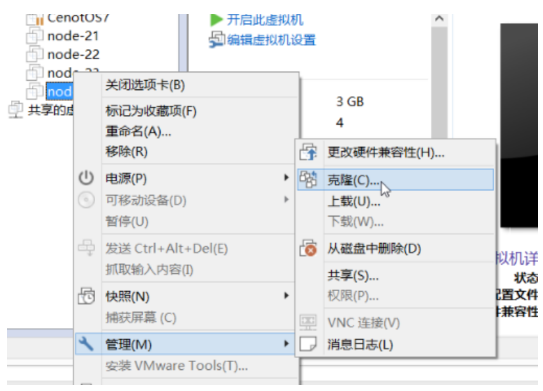 CenotOS7
node-21
node-22
node-23
nod
共享的虚
开启此虚拟机
编辑虚拟机设置
3 GB
4
关闭选项卡(B)
标记为收藏项(F)
重命名(A)...
移除(R)
电源(P)
可移动设备(D)
暂停(U)
发送 Ctrl+Alt+Del(E)
抓取输入内容(I)
快照(N)
捕获屏幕 (C)
管理(M)
安装 VMware Tools(T)...
更改硬件兼容性(H)...
克隆(C)...
上载(U)...
下载(W)...
从磁盘中删除(D)
共享(S)...
权限(P)...
VNC 连接(V)
消息日志(L)
拟机详
状态
配置文件
兼容性